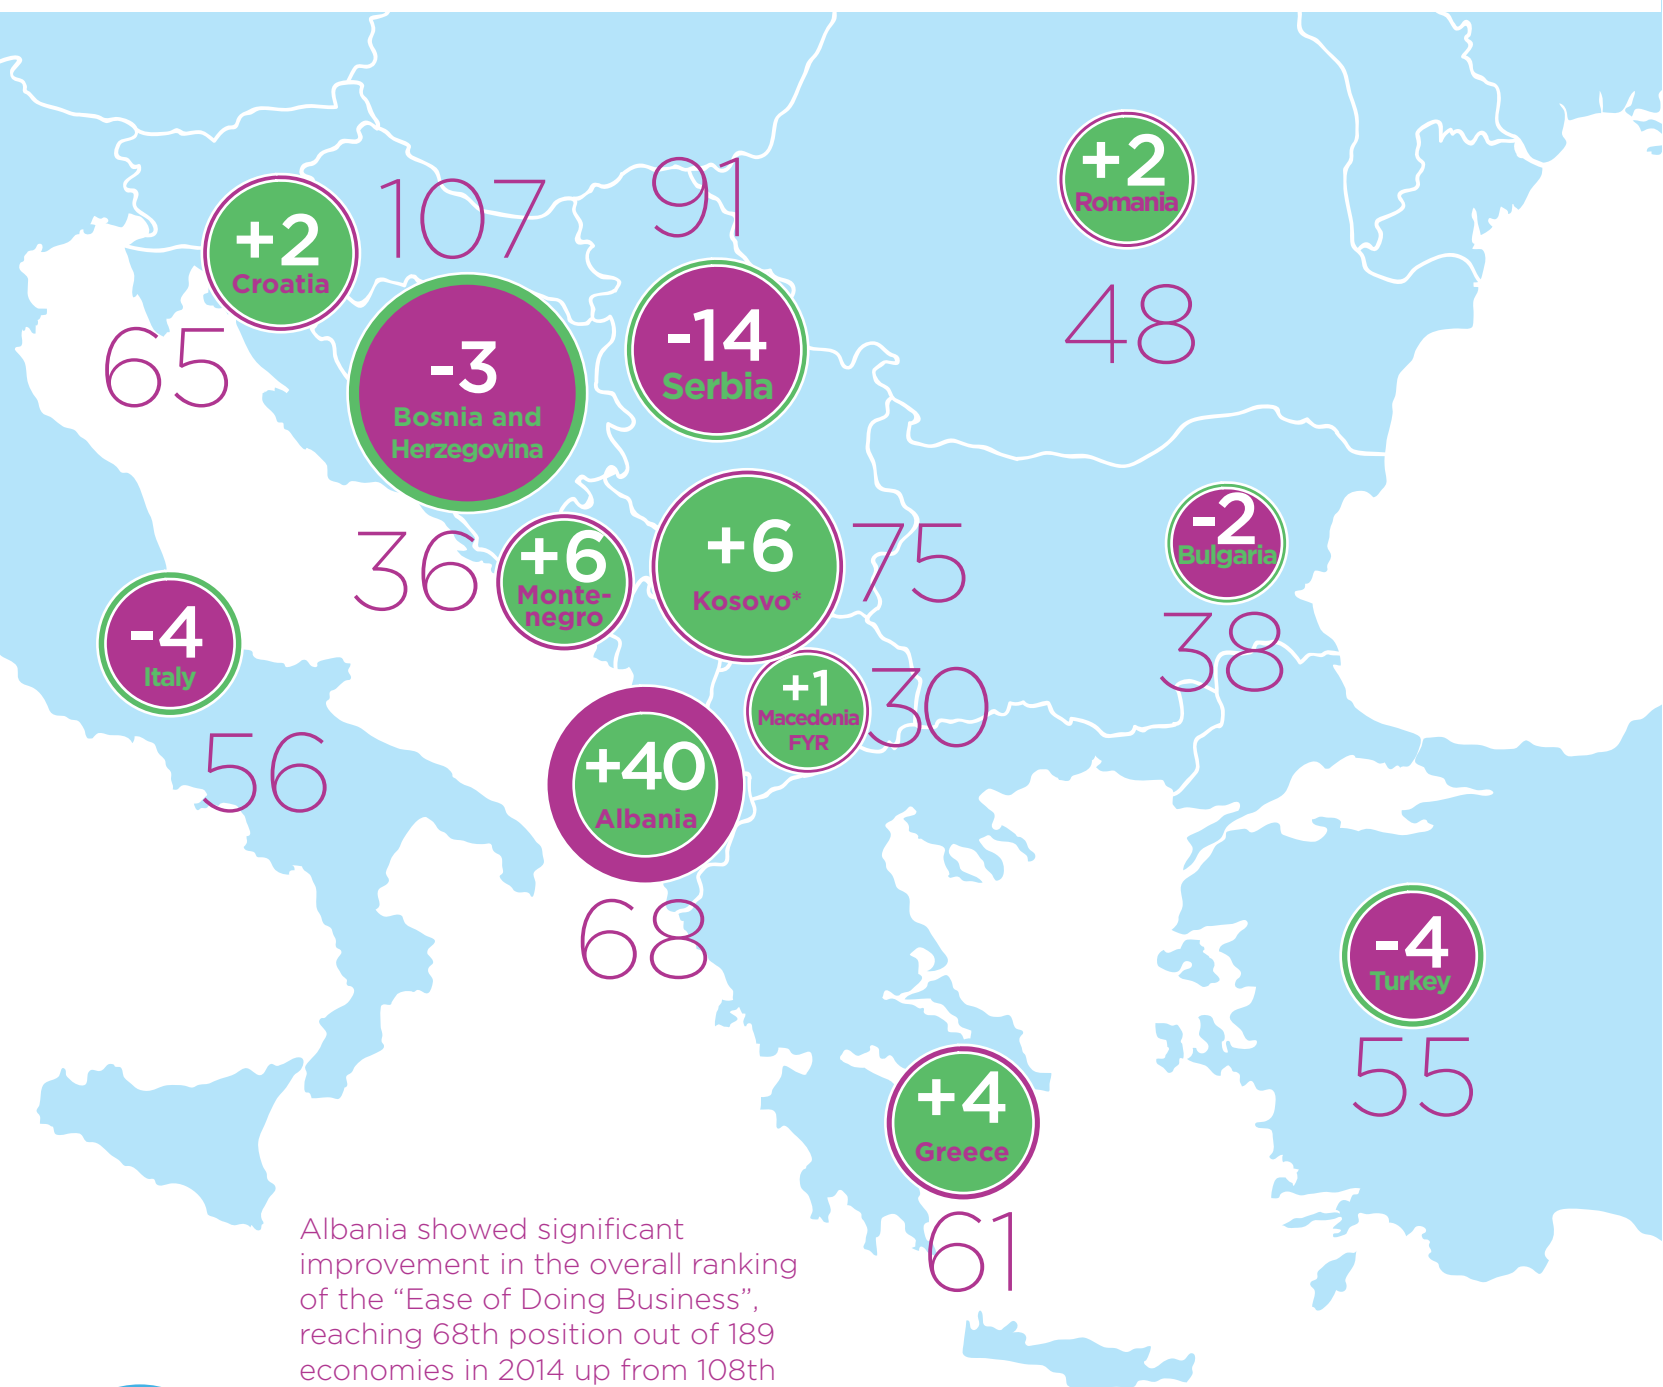 +2
Croatia
65
107
-3
Bosnia and
Herzegovina
91
-14
Serbia
+2
Romania
48
36
+6
Monte-
negro
+6
Kosovo*
75
-2
Bulgaria
38
-4
Italy
56
+1
Macedonia
FYR
30
+40
Albania
68
-4
Turkey
55
+4
Greece
61
Albania showed significant
improvement in the overall ranking
of the “Ease of Doing Business”,
reaching 68th position out of 189
economies in 2014 up from 108th